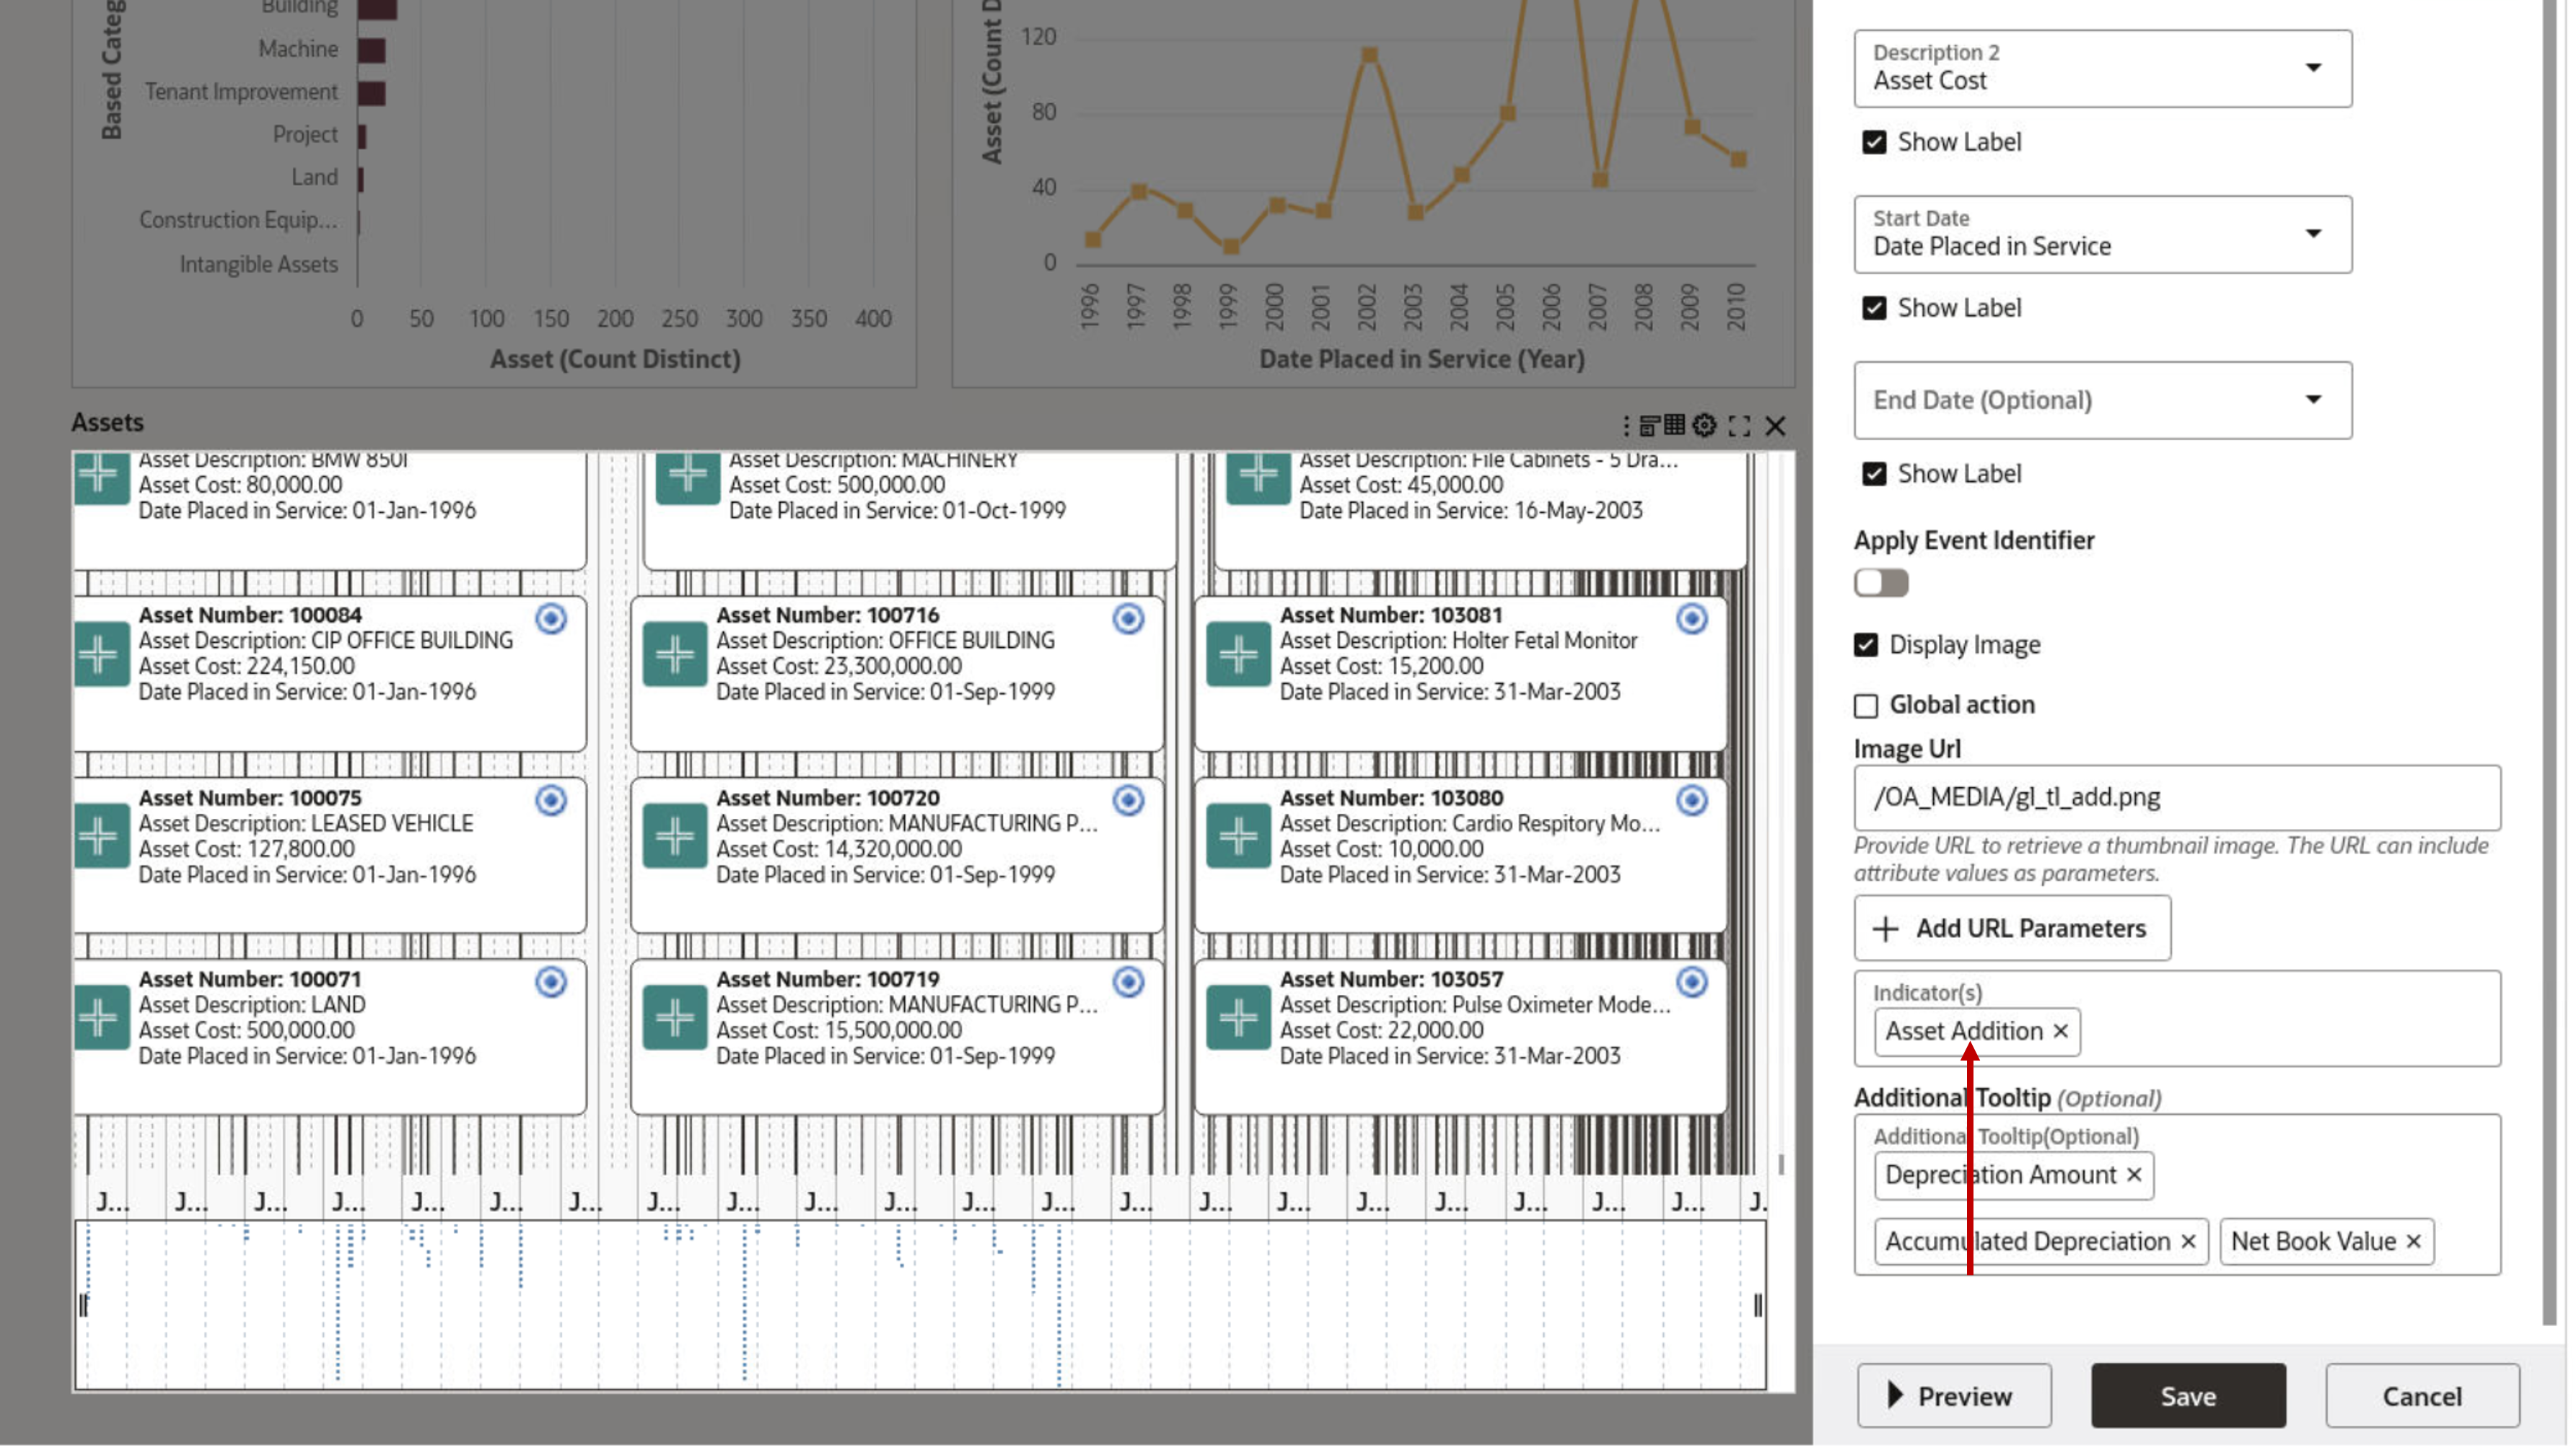 Building
Machine
Tenant Improvement
Project
Land
Construction Equip...
Intangible Assets
Based Categ
0 50 100 150 200 250 300 350 400
Asset (Count Distinct)
Asset (Count D
120
80
40
0
1996 1997 1998 1999 2000 2001 2002 2003 2004 2005 2006 2007 2008 2009 2010
Date Placed in Service (Year)
Assets
Asset Description: BMW 850I
Asset Cost: 80,000.00
Date Placed in Service: 01-Jan-1996
Asset Description: MACHINERY
Asset Cost: 500,000.00
Date Placed in Service: 01-Oct-1999
Asset Description: File Cabinets - 5 Dra...
Asset Cost: 45,000.00
Date Placed in Service: 16-May-2003
Asset Number: 100084
Asset Description: CIP OFFICE BUILDING
Asset Cost: 224,150.00
Date Placed in Service: 01-Jan-1996
Asset Number: 100716
Asset Description: OFFICE BUILDING
Asset Cost: 23,300,000.00
Date Placed in Service: 01-Sep-1999
Asset Number: 103081
Asset Description: Holter Fetal Monitor
Asset Cost: 15,200.00
Date Placed in Service: 31-Mar-2003
Asset Number: 100075
Asset Description: LEASED VEHICLE
Asset Cost: 127,800.00
Date Placed in Service: 01-Jan-1996
Asset Number: 100720
Asset Description: MANUFACTURING P...
Asset Cost: 14,320,000.00
Date Placed in Service: 01-Sep-1999
Asset Number: 103080
Asset Description: Cardio Respitory Mo...
Asset Cost: 10,000.00
Date Placed in Service: 31-Mar-2003
Asset Number: 100071
Asset Description: LAND
Asset Cost: 500,000.00
Date Placed in Service: 01-Jan-1996
Asset Number: 100719
Asset Description: MANUFACTURING P...
Asset Cost: 15,500,000.00
Date Placed in Service: 01-Sep-1999
Asset Number: 103057
Asset Description: Pulse Oximeter Mode...
Asset Cost: 22,000.00
Date Placed in Service: 31-Mar-2003
J... J... J... J... J... J... J... J... J... J... J... J... J... J... J... J... J... J... J... J... J... J.
Description 2
Asset Cost
Show Label
Start Date
Date Placed in Service
Show Label
End Date (Optional)
Show Label
Apply Event Identifier
Display Image
Global action
Image Url
/OA_MEDIA/gl_tl_add.png
Provide URL to retrieve a thumbnail image. The URL can include
attribute values as parameters.
Add URL Parameters
Indicator(s)
Asset Addition ×
Additional Tooltip (Optional)
Additional Tooltip(Optional)
Depreciation Amount ×
Accumulated Depreciation × Net Book Value ×
Preview Save Cancel